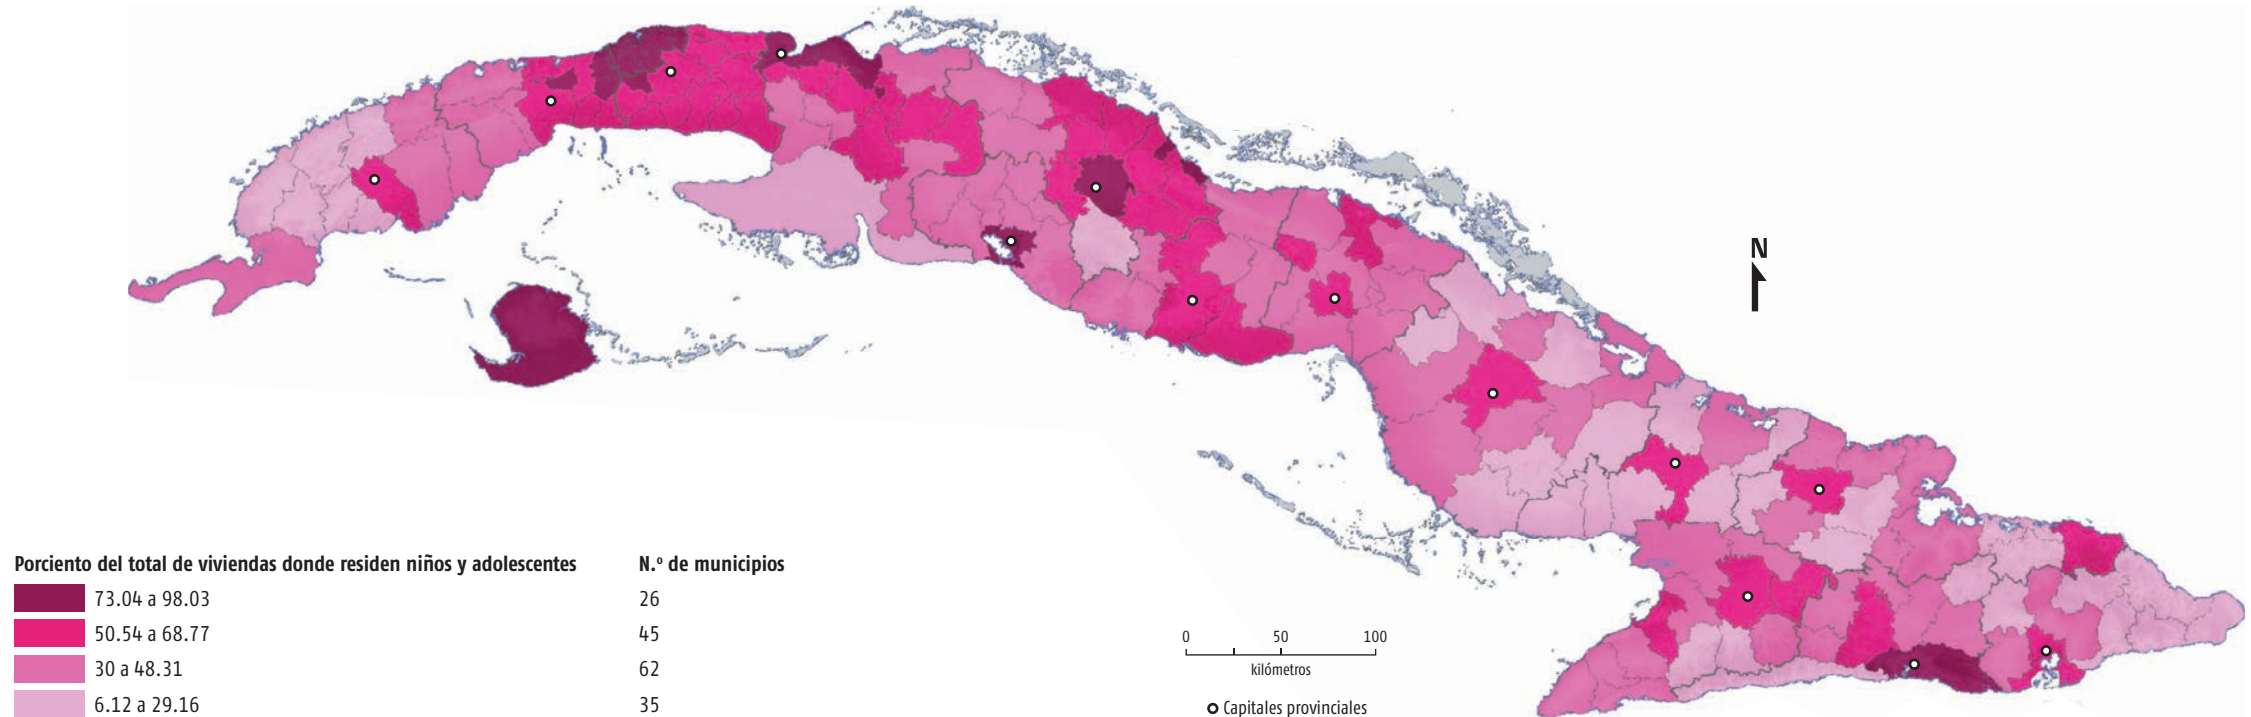 N
Porciento del total de viviendas donde residen niños y adolescentes N.º de municipios
73.04 a 98.03 26
50.54 a 68.77 45
30 a 48.31 62
6.12 a 29.16 35
0 50 100
kilómetros
Capitales provinciales